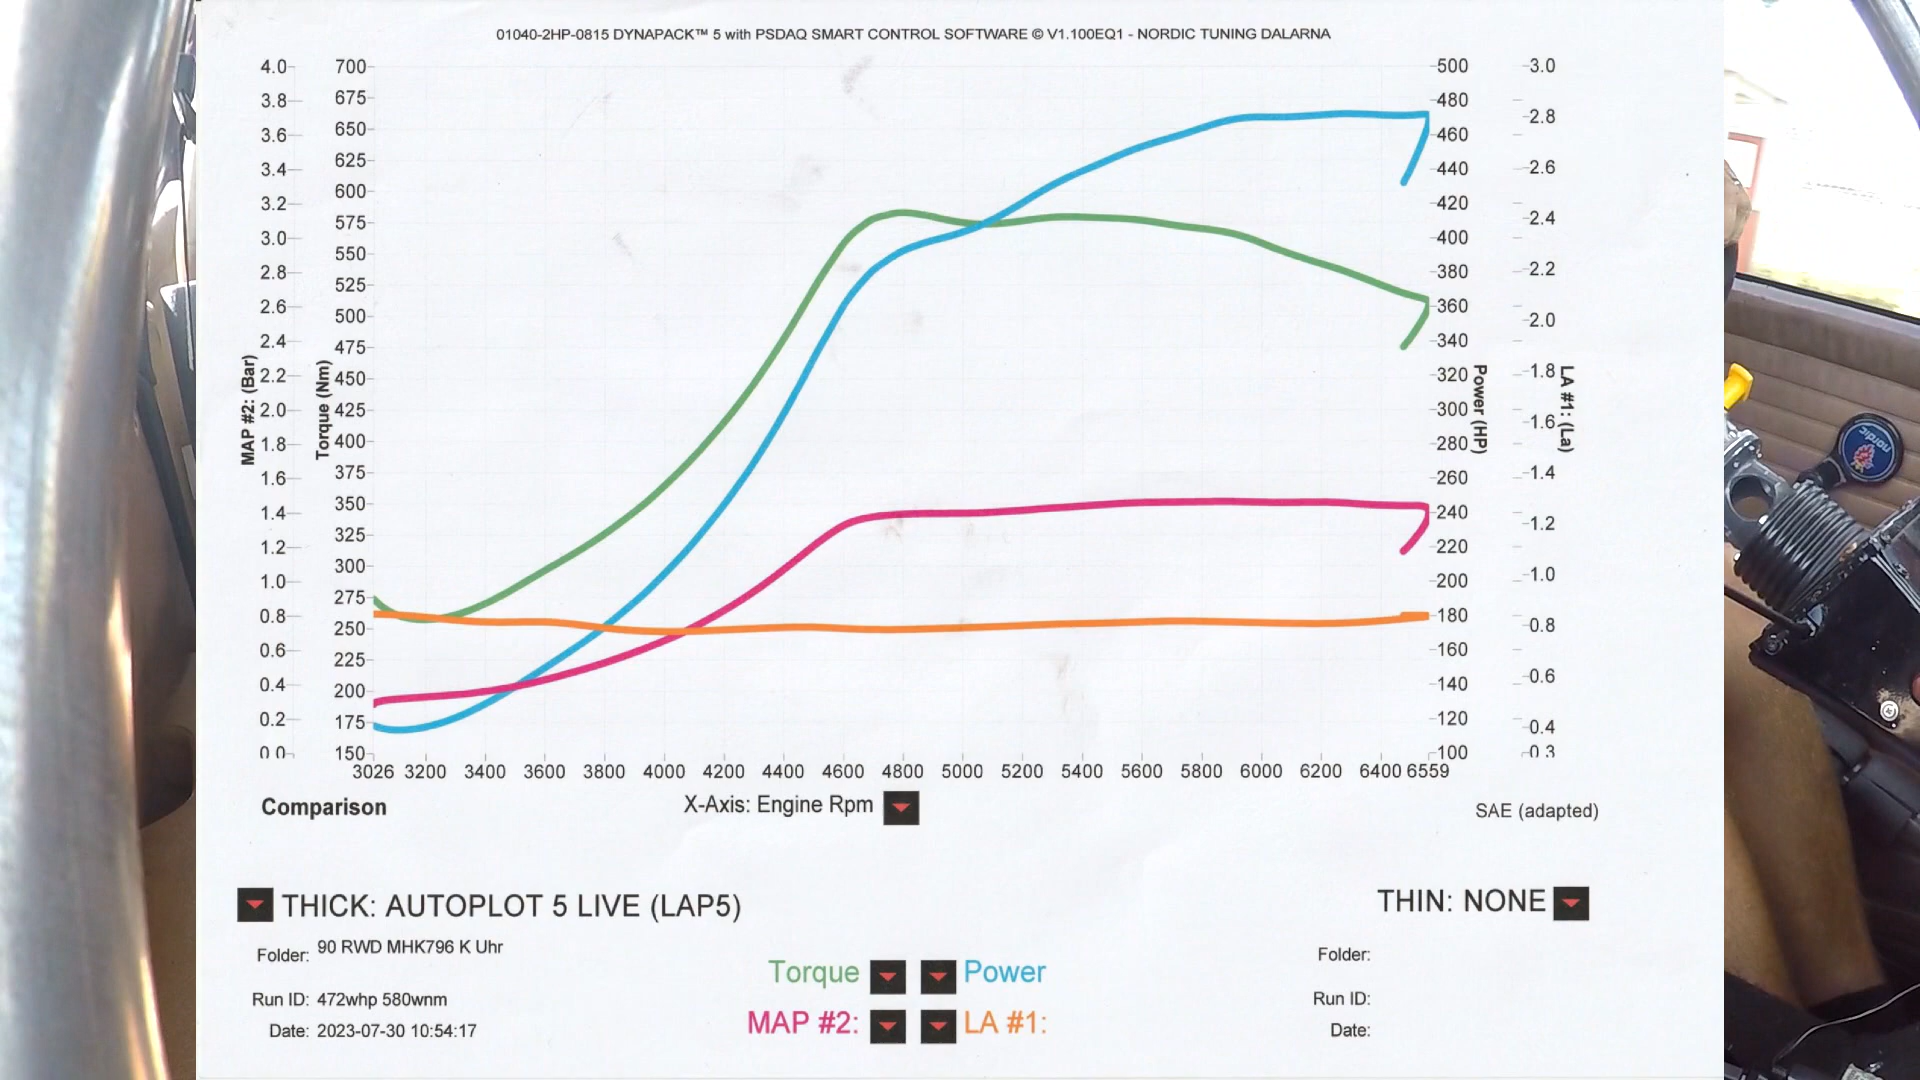 01040-2HP-0815 DYNAPACK™ 5 with PSDAQ SMART CONTROL SOFTWARE © V1.100EQ1 - NORDIC TUNING DALARNA
4.0 700 500 3.0
3.8 675 480 2.8
3.6 650 460
3.4 625 440 2.6
3.2 600 420
3.0 575 400 2.4
2.8 550 380 2.2
2.6 525 360
2.4 500 340 2.0
2.2 475 320 1.8
2.0 450 300
1.8 425 280 1.6
1.6 400 260 1.4
1.4 375 240
1.2 350 220 1.2
1.0 325 200
0.8 300 180 1.0
0.6 275 160 0.8
0.4 250 140 0.6
0.2 225 120 0.4
0.0 200 100 0.3
175
150
MAP #2: (Bar)
Torque (Nm)
Power (HP)
LA #1: (La)
3026 3200 3400 3600 3800 4000 4200 4400 4600 4800 5000 5200 5400 5600 5800 6000 6200 6400 6559
Comparison
X-Axis: Engine Rpm
SAE (adapted)
THICK: AUTOPLOT 5 LIVE (LAP5)
THIN: NONE
Folder: 90 RWD MHK796 K Uhr
Run ID: 472whp 580wnm
Date: 2023-07-30 10:54:17
Torque Power
MAP #2: LA #1:
Folder:
Run ID:
Date:
nordic